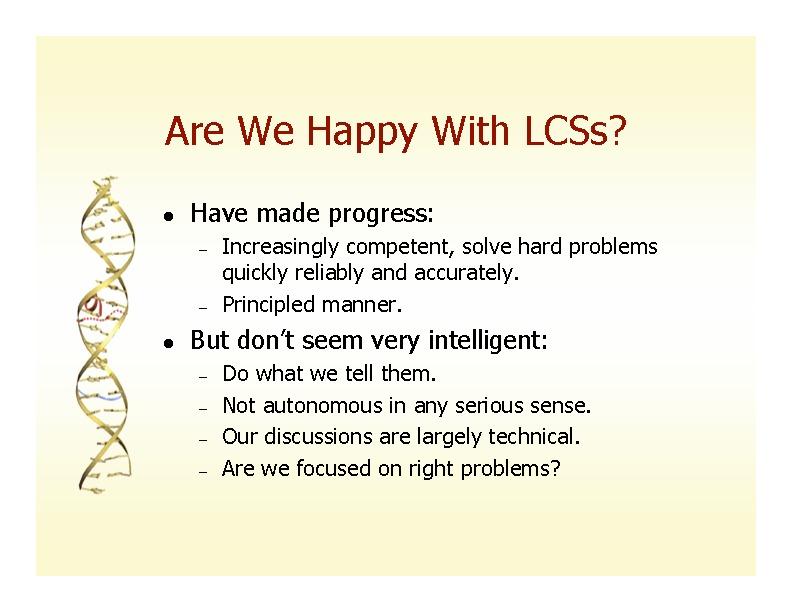 Are We Happy With LCSs?
● Have made progress:
– Increasingly competent, solve hard problems
quickly reliably and accurately.
– Principled manner.
● But don't seem very intelligent:
– Do what we tell them.
– Not autonomous in any serious sense.
– Our discussions are largely technical.
– Are we focused on right problems?